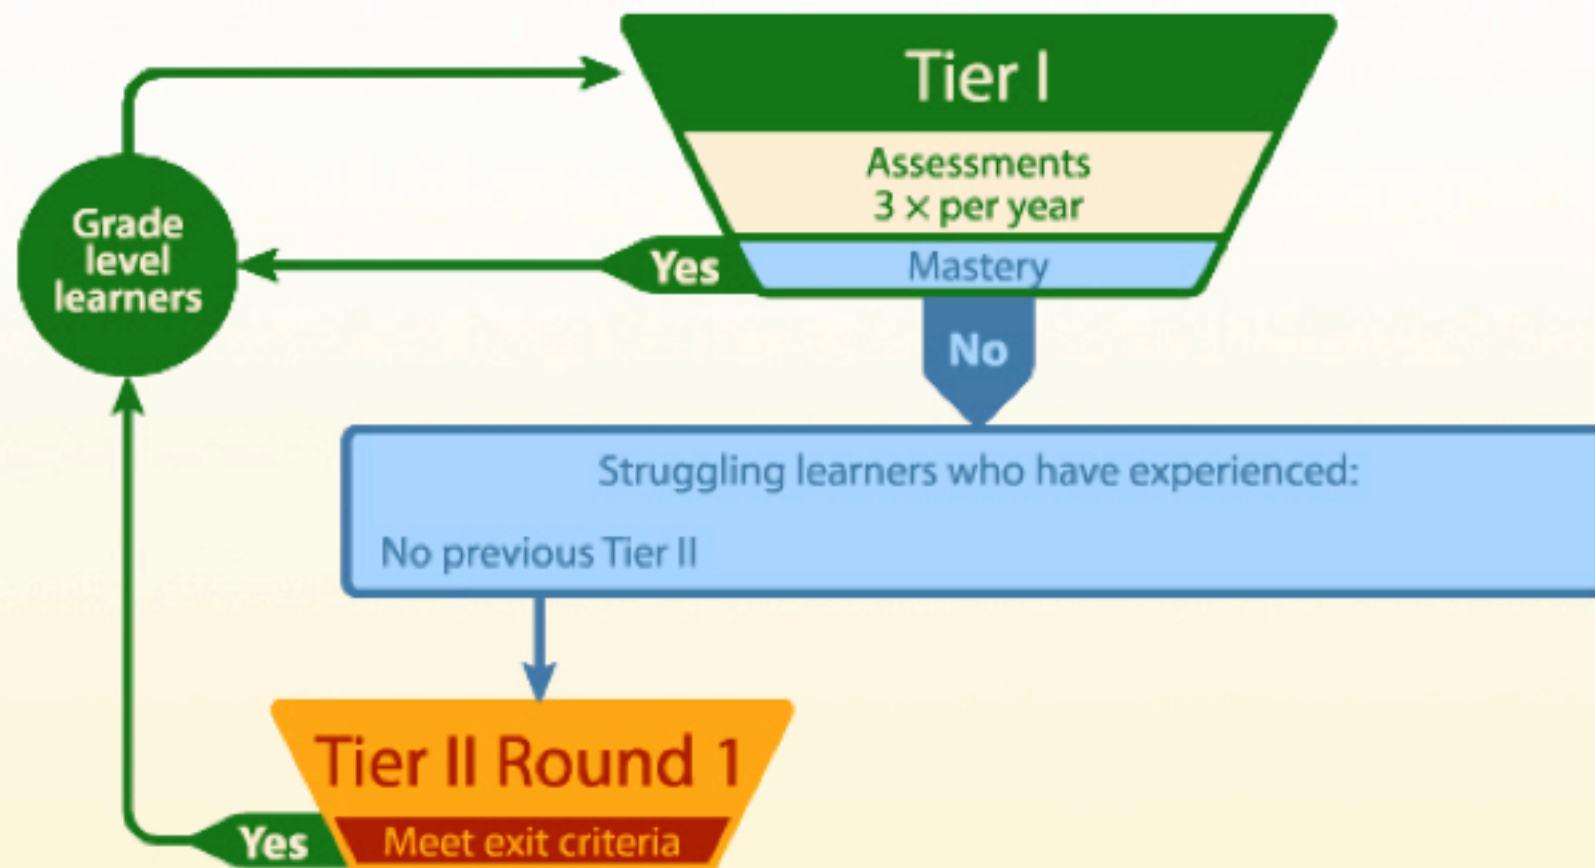 Tier I
Assessments
3 × per year
Grade
level
learners
Yes
Mastery
No
Struggling learners who have experienced:
No previous Tier II
Tier II Round 1
Yes
Meet exit criteria